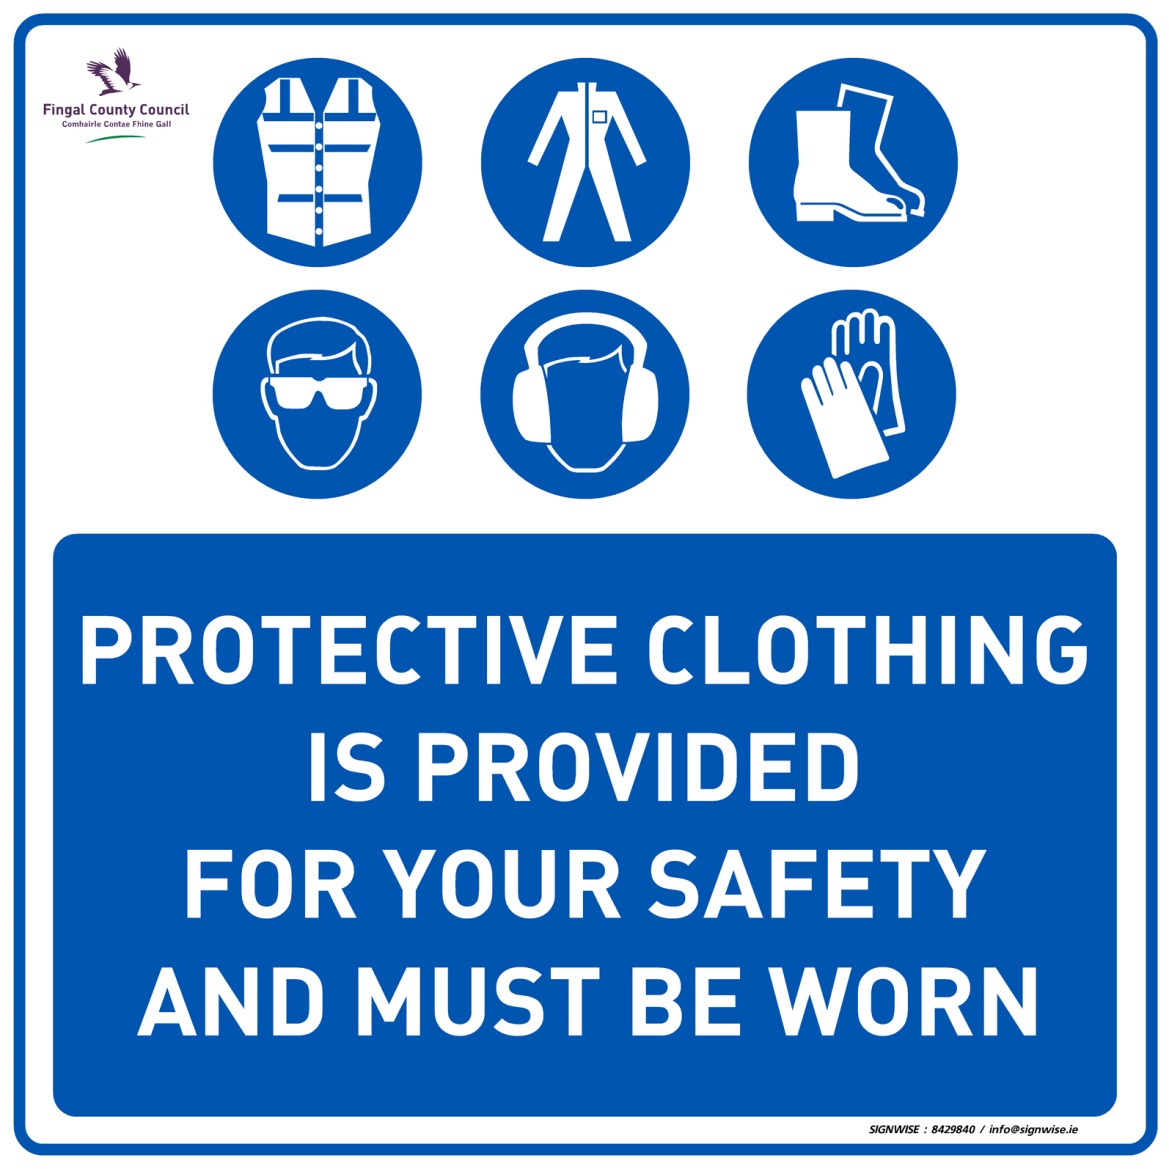 Fingal County Council
Comhairle Contae Fhine Gall
PROTECTIVE CLOTHING
IS PROVIDED
FOR YOUR SAFETY
AND MUST BE WORN
SIGNWISE : 8429840 / info@signwise.ie